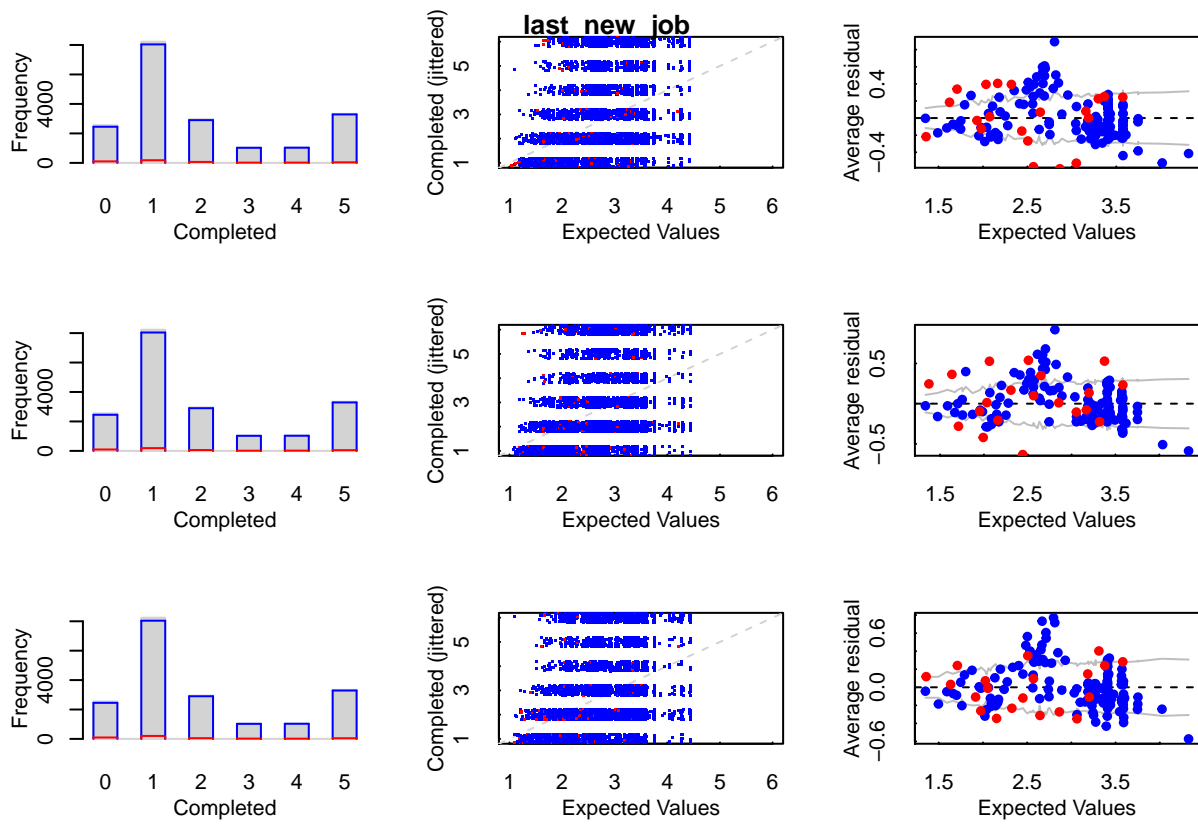 last_new_job
Frequency
0
4000
0 1 2 3 4 5
Completed
Completed (jittered)
1 3 5
1 2 3 4 5 6
Expected Values
Average residual
−0.4 0.4
1.5 2.5 3.5
Expected Values
Frequency
0
4000
0 1 2 3 4 5
Completed
Completed (jittered)
1 3 5
1 2 3 4 5 6
Expected Values
Average residual
−0.5 0.5
1.5 2.5 3.5
Expected Values
Frequency
0
4000
0 1 2 3 4 5
Completed
Completed (jittered)
1 3 5
1 2 3 4 5 6
Expected Values
Average residual
−0.6 0.0 0.6
1.5 2.5 3.5
Expected Values